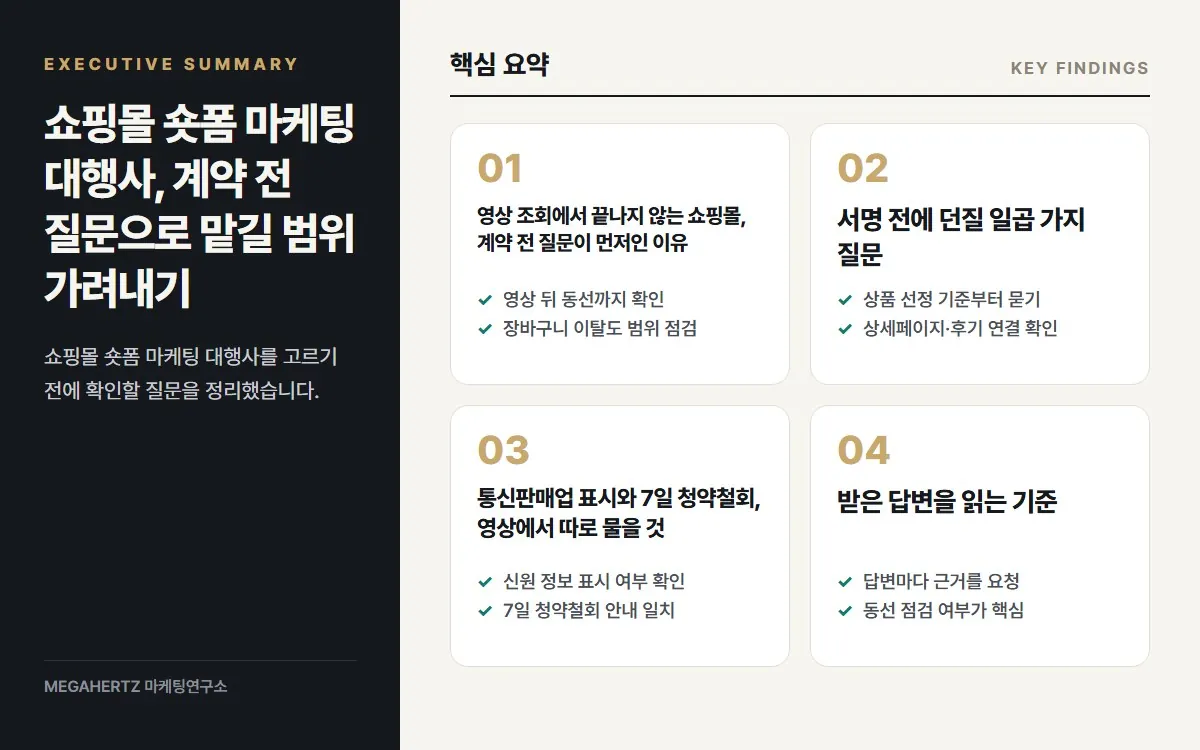 EXECUTIVE SUMMARY
쇼핑몰 숏폼 마케팅
대행사, 계약 전
질문으로 맡길 범위
가려내기
쇼핑몰 숏폼 마케팅 대행사를 고르기
전에 확인할 질문을 정리했습니다.
MEGAHERTZ 마케팅연구소
핵심 요약
KEY FINDINGS
01
영상 조회에서 끝나지 않는 쇼핑몰,
계약 전 질문이 먼저인 이유
✓ 영상 뒤 동선까지 확인
✓ 장바구니 이탈도 범위 점검
02
서명 전에 던질 일곱 가지
질문
✓ 상품 선정 기준부터 묻기
✓ 상세페이지·후기 연결 확인
03
통신판매업 표시와 7일 청약철회,
영상에서 따로 물을 것
✓ 신원 정보 표시 여부 확인
✓ 7일 청약철회 안내 일치
04
받은 답변을 읽는 기준
✓ 답변마다 근거를 요청
✓ 동선 점검 여부가 핵심